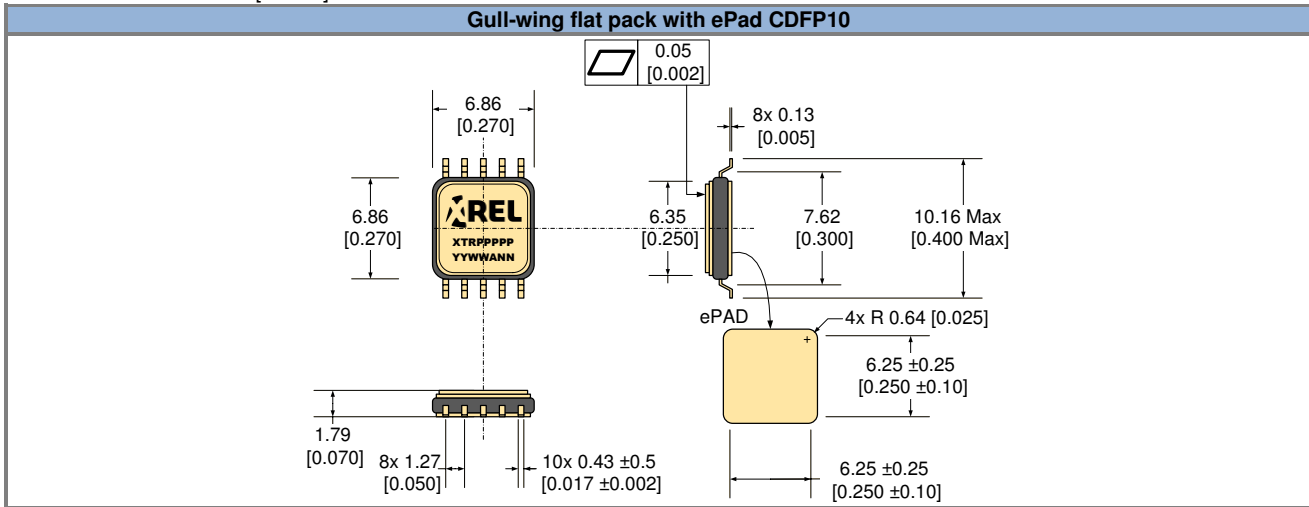 Gull-wing flat pack with ePad CDFP10
0.05
[0.002]
6.86
[0.270]
8x 0.13
[0.005]
6.86
[0.270]
XREL
XTRPPPPP
YYWWANN
6.35
[0.250]
7.62
[0.300]
10.16 Max
[0.400 Max]
ePAD
4x R 0.64 [0.025]
+
6.25 ±0.25
[0.250 ±0.10]
1.79
[0.070]
8x 1.27
[0.050]
10x 0.43 ±0.5
[0.017 ±0.002]
6.25 ±0.25
[0.250 ±0.10]